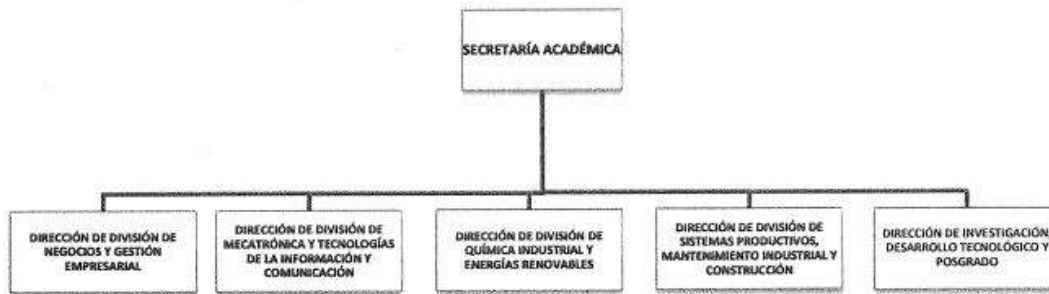 SECRETARÍA ACADÉMICA
DIRECCIÓN DE DIVISIÓN DE
NEGOCIOS Y GESTIÓN
EMPRESARIAL
DIRECCIÓN DE DIVISIÓN DE
MECATRÓNICA Y TECNOLOGÍAS
DE LA INFORMACIÓN Y
COMUNICACIÓN
DIRECCIÓN DE DIVISIÓN DE
QUÍMICA INDUSTRIAL Y
ENERGÍAS RENOVABLES
DIRECCIÓN DE DIVISIÓN DE
SISTEMAS PRODUCTIVOS,
MANTENIMIENTO INDUSTRIAL Y
CONSTRUCCIÓN
DIRECCIÓN DE INVESTIGACIÓN,
DESARROLLO TECNOLÓGICO Y
POSGRADO